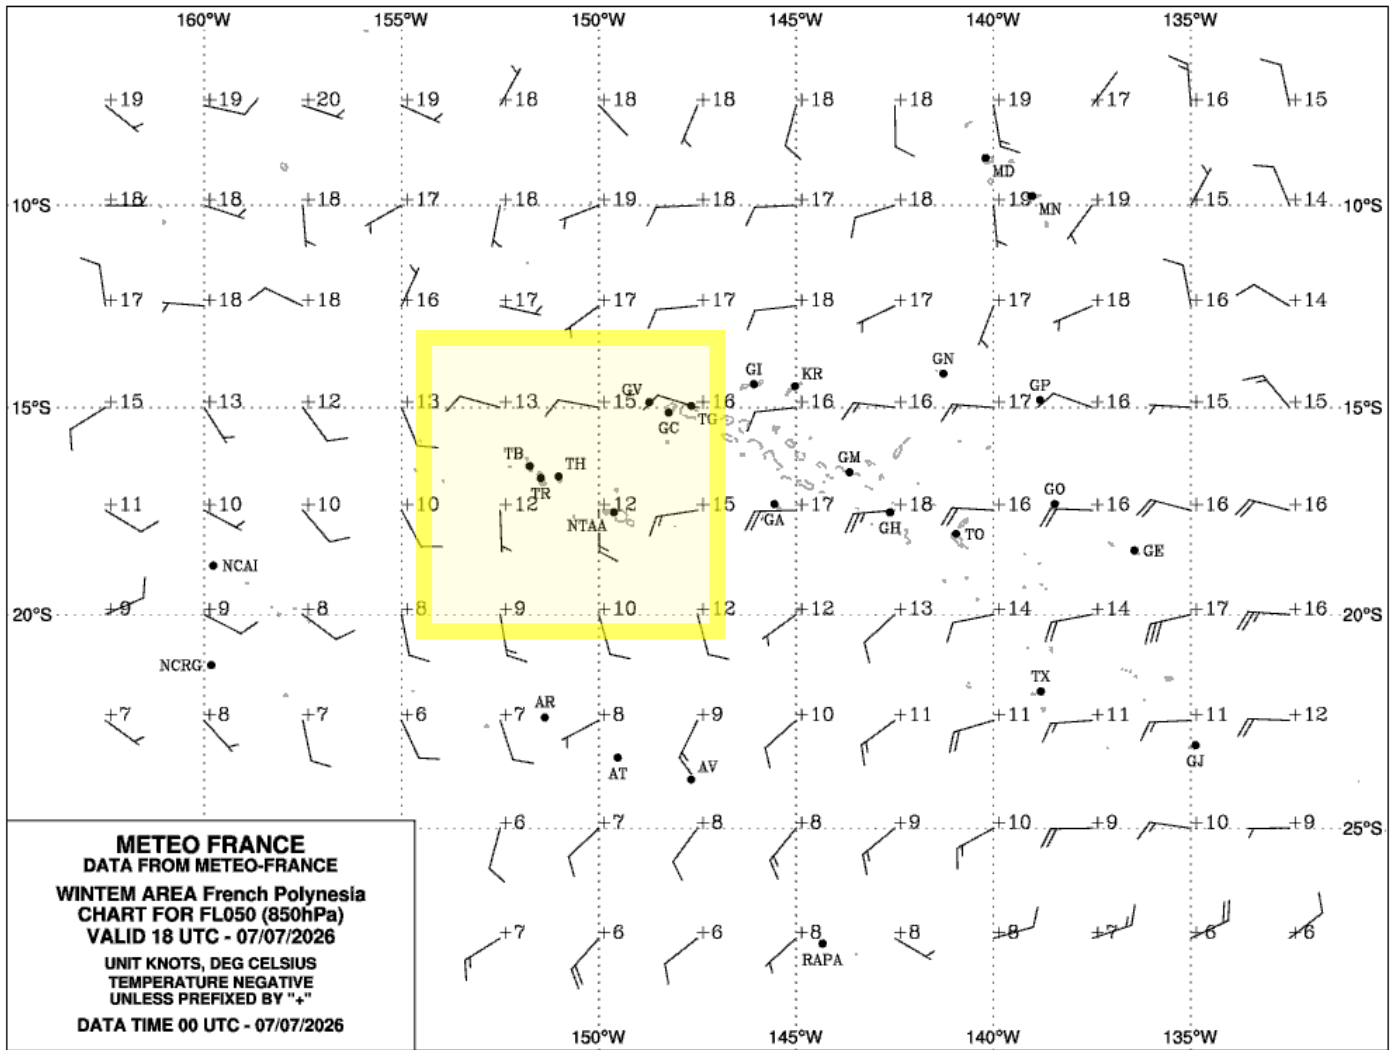 160°W 155°W 150°W 145°W 140°W 135°W
+19 +19 +20 +19 +18 +18 +18 +18 +18 +19 +17 +16 +15
MD
MN
10°S +18 +18 +18 +17 +18 +19 +18 +17 +18 +19 +19 +15 +14 10°S
+17 +18 +18 +16 +17 +17 +17 +18 +17 +17 +18 +16 +14
GI KR GN GP
GV
15°S +15 +13 +12 +13 +13 +15 +16 +16 +16 +17 +16 +15 +15 15°S
GC TG
TB TH GM
TR
+11 +10 +10 +10 +12 +12 +15 +17 +18 +16 +16 +16 +16
GO
NTAA GA GH TO
GE
NCAI
20°S +9 +9 +8 +8 +9 +10 +12 +12 +13 +14 +14 +17 +16 20°S
NCRG
TX
AR
+7 +8 +7 +6 +7 +8 +9 +10 +11 +11 +11 +11 +12
AT AV GJ
+6 +7 +8 +8 +9 +10 +9 +10 +9 25°S
+7 +6 +6 +8 +8 +8 +7 +6 +6
RAPA
METEO FRANCE
DATA FROM METEO-FRANCE
WINTEM AREA French Polynesia
CHART FOR FL050 (850hPa)
VALID 18 UTC - 07/07/2026
UNIT KNOTS, DEG CELSIUS
TEMPERATURE NEGATIVE
UNLESS PREFIXED BY "+"
DATA TIME 00 UTC - 07/07/2026
150°W 145°W 140°W 135°W